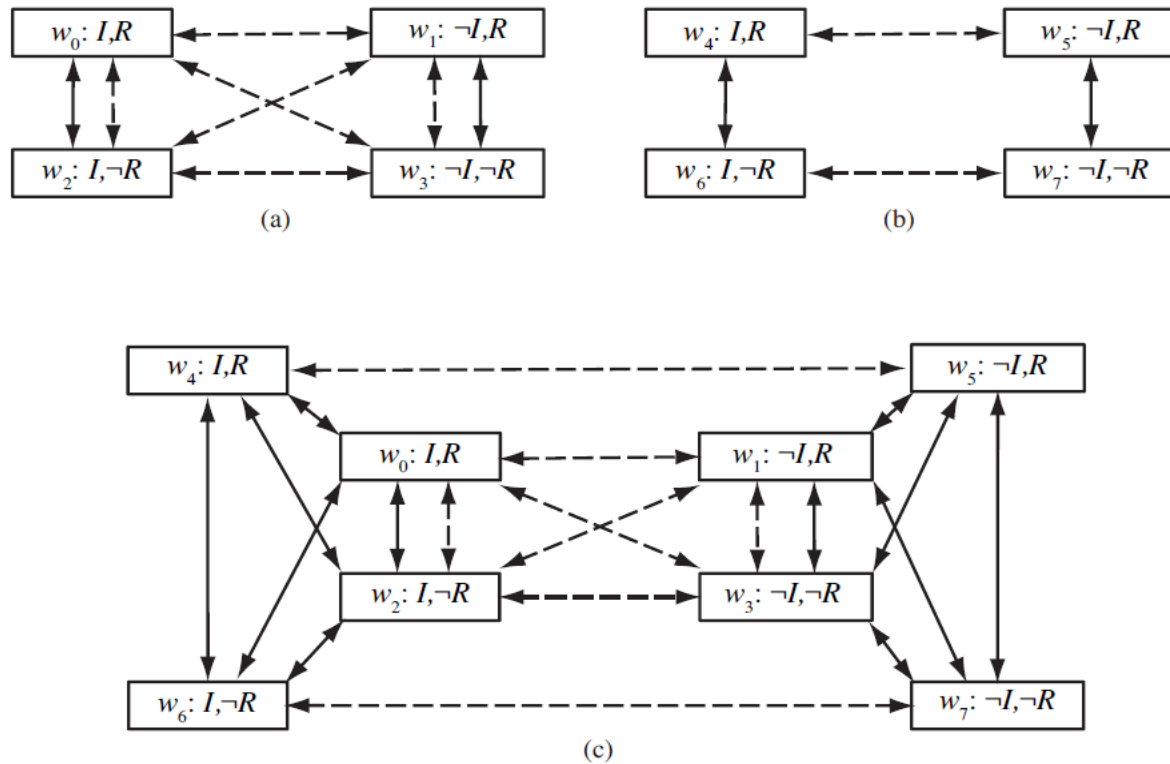 w₀: I,R
w₁: ¬I,R
w₂: I,¬R
w₃: ¬I,¬R
(a)
w₄: I,R
w₅: ¬I,R
w₆: I,¬R
w₇: ¬I,¬R
(b)
w₄: I,R
w₅: ¬I,R
w₀: I,R
w₁: ¬I,R
w₂: I,¬R
w₃: ¬I,¬R
w₆: I,¬R
w₇: ¬I,¬R
(c)